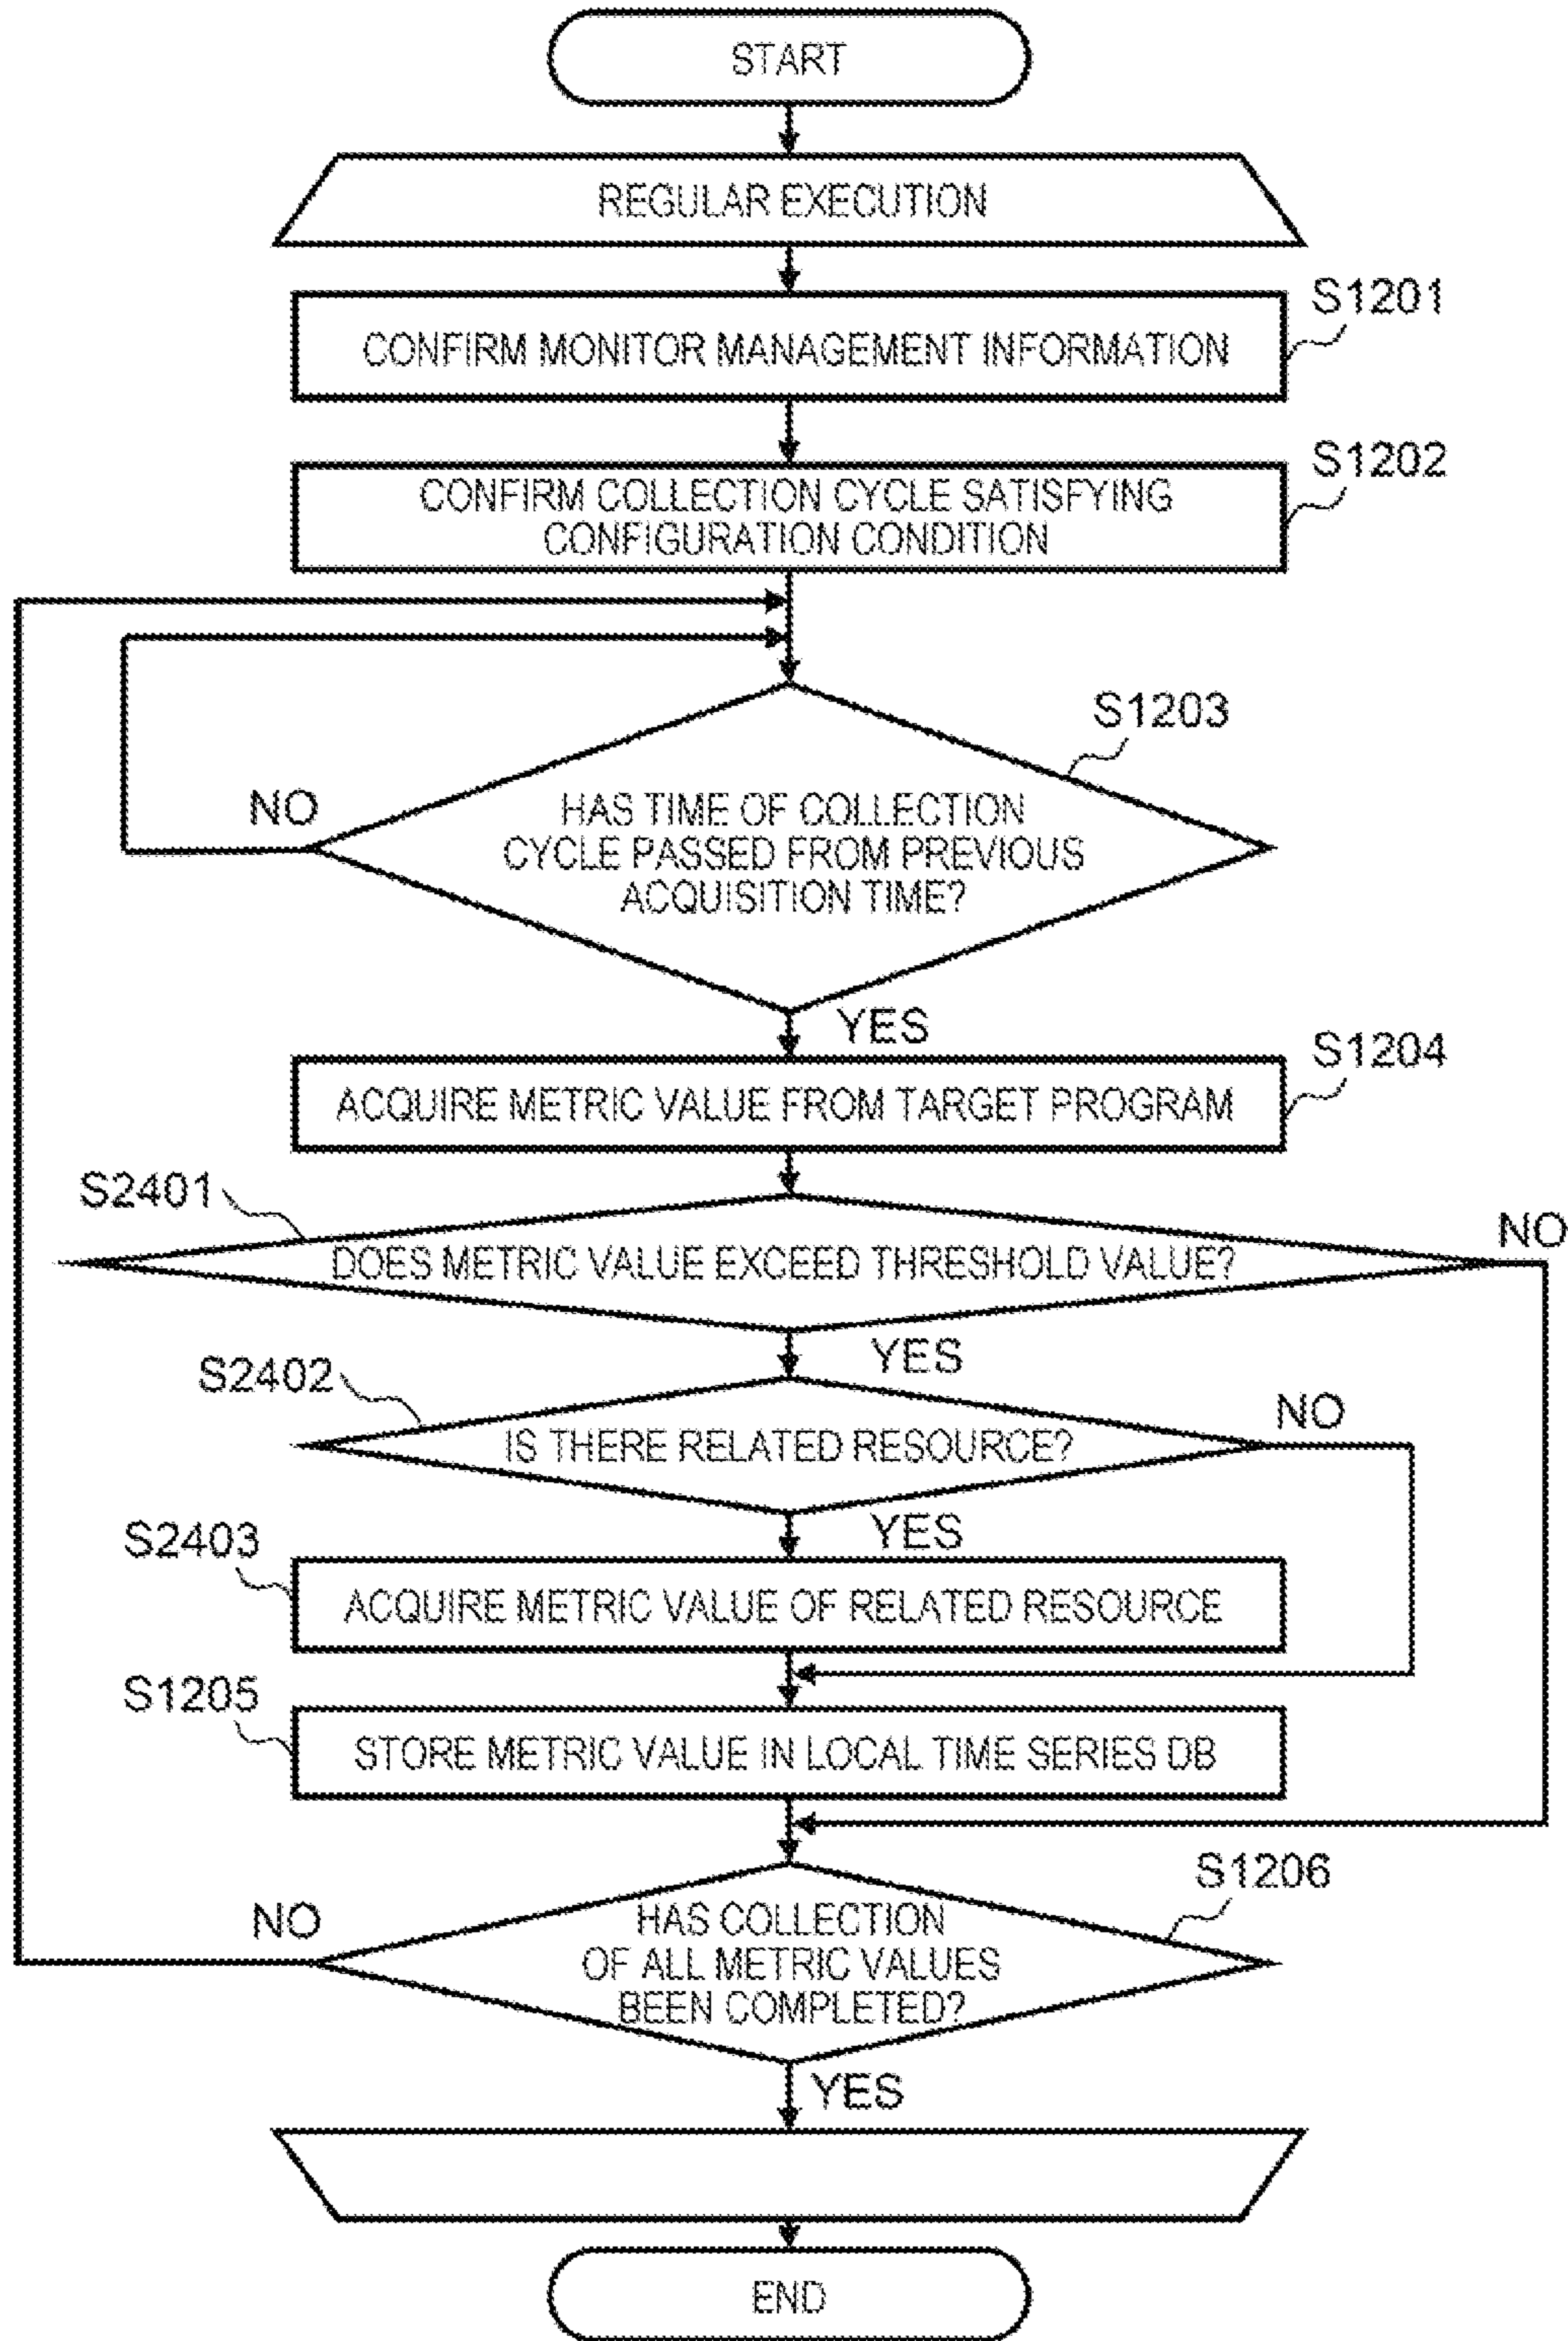 START
REGULAR EXECUTION
S1201
CONFIRM MONITOR MANAGEMENT INFORMATION
S1202
CONFIRM COLLECTION CYCLE SATISFYING
CONFIGURATION CONDITION
S1203
NO
HAS TIME OF COLLECTION
CYCLE PASSED FROM PREVIOUS
ACQUISITION TIME?
YES
S1204
ACQUIRE METRIC VALUE FROM TARGET PROGRAM
S2401
NO
DOES METRIC VALUE EXCEED THRESHOLD VALUE?
YES
S2402
NO
IS THERE RELATED RESOURCE?
YES
S2403
ACQUIRE METRIC VALUE OF RELATED RESOURCE
S1205
STORE METRIC VALUE IN LOCAL TIME SERIES DB
S1206
NO
HAS COLLECTION
OF ALL METRIC VALUES
BEEN COMPLETED?
YES
END